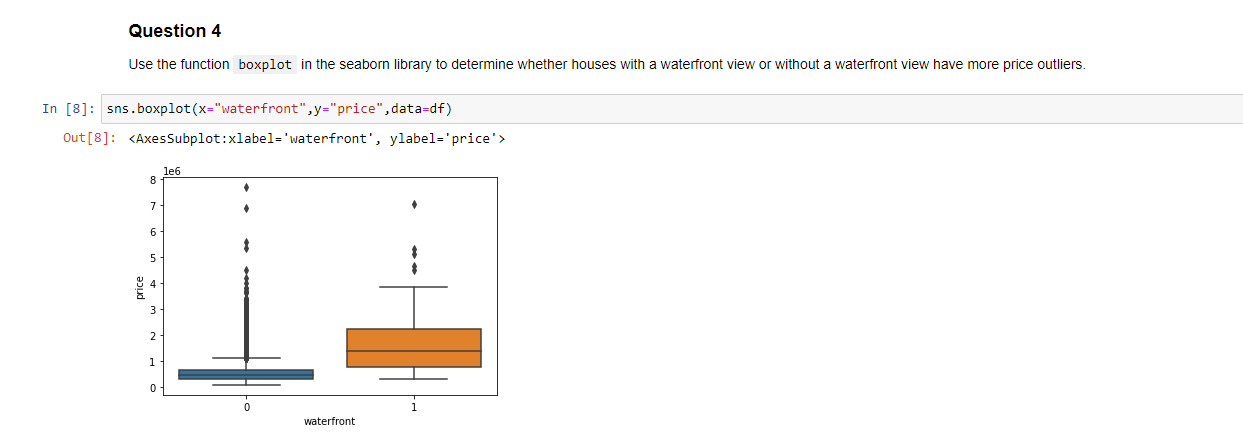 Question 4
Use the function boxplot in the seaborn library to determine whether houses with a waterfront view or without a waterfront view have more price outliers.
In [8]: sns.boxplot(x="waterfront",y="price",data=df)
Out[8]: <AxesSubplot:xlabel='waterfront', ylabel='price'>
1e6
8
7
6
5
4
3
2
1
0
price
0 1
waterfront